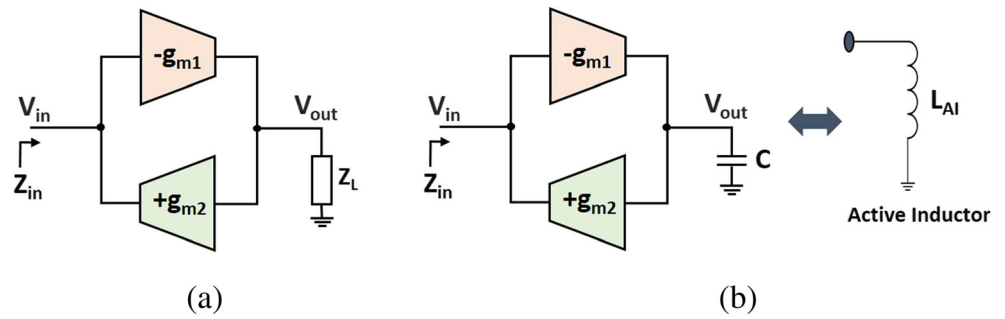 -gm1
Vin
Vout
Zin
ZL
+gm2
(a)
-gm1
Vin
Vout
Zin
C
+gm2
LAI
Active Inductor
(b)